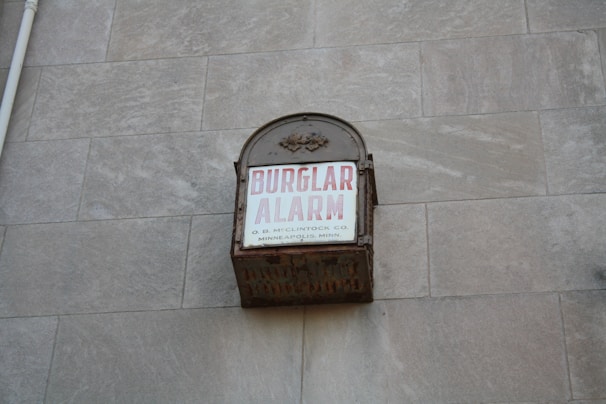 BURGLAR
ALARM
O. B. McCLINTOCK CO.
MINNEAPOLIS, MINN.